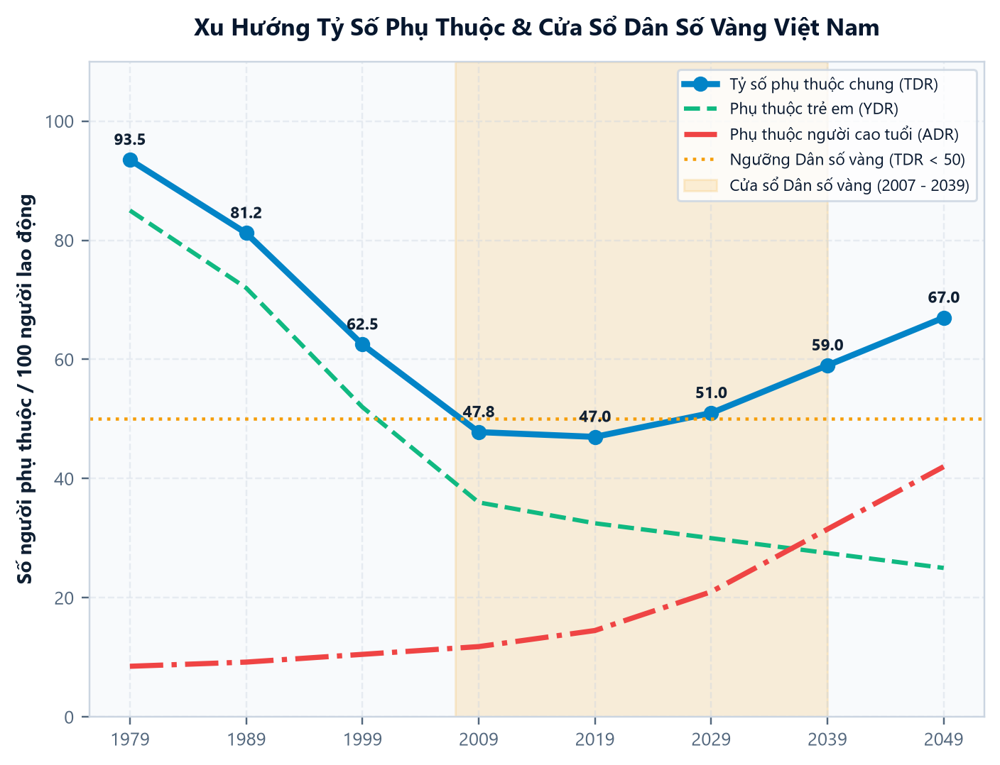 Xu Hướng Tỷ Số Phụ Thuộc & Cửa Sổ Dân Số Vàng Việt Nam
Số người phụ thuộc / 100 người lao động
Tỷ số phụ thuộc chung (TDR)
Phụ thuộc trẻ em (YDR)
Phụ thuộc người cao tuổi (ADR)
Ngưỡng Dân số vàng (TDR < 50)
Cửa sổ Dân số vàng (2007 - 2039)
100
80
60
40
20
0
93.5
81.2
62.5
47.8
47.0
51.0
59.0
67.0
1979 1989 1999 2009 2019 2029 2039 2049